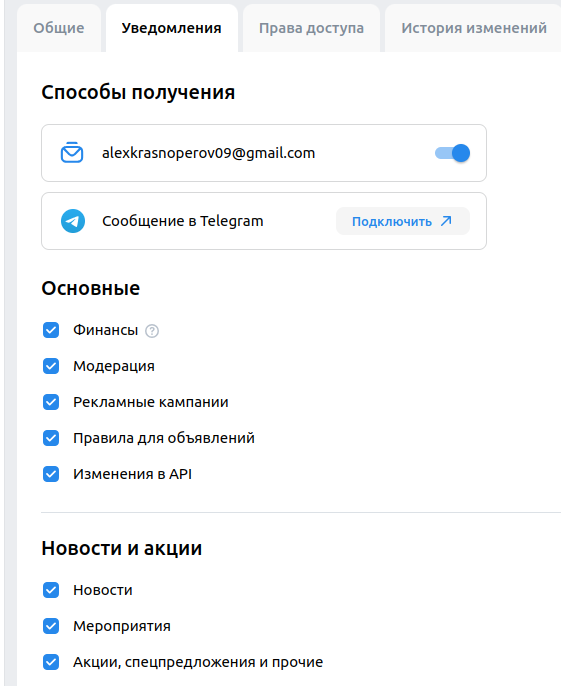 Общие Уведомления Права доступа История изменений
Способы получения
alexkrasnoperov09@gmail.com
Сообщение в Telegram Подключить
Основные
Финансы ?
Модерация
Рекламные кампании
Правила для объявлений
Изменения в API
Новости и акции
Новости
Мероприятия
Акции, спецпредложения и прочие